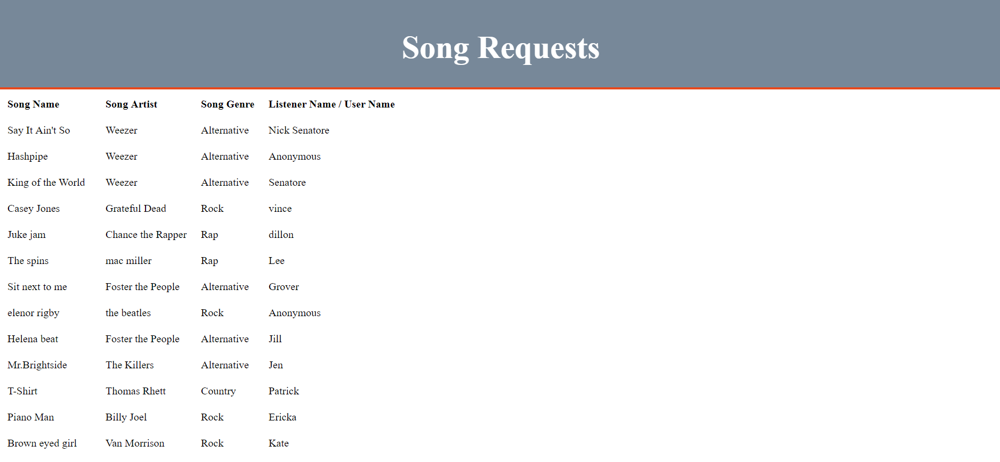 Song Requests
Song Name Song Artist Song Genre Listener Name / User Name
Say It Ain't So Weezer Alternative Nick Senatore
Hashpipe Weezer Alternative Anonymous
King of the World Weezer Alternative Senatore
Casey Jones Grateful Dead Rock vince
Juke jam Chance the Rapper Rap dillon
The spins mac miller Rap Lee
Sit next to me Foster the People Alternative Grover
elenor rigby the beatles Rock Anonymous
Helena beat Foster the People Alternative Jill
Mr.Brightside The Killers Alternative Jen
T-Shirt Thomas Rhett Country Patrick
Piano Man Billy Joel Rock Ericka
Brown eyed girl Van Morrison Rock Kate